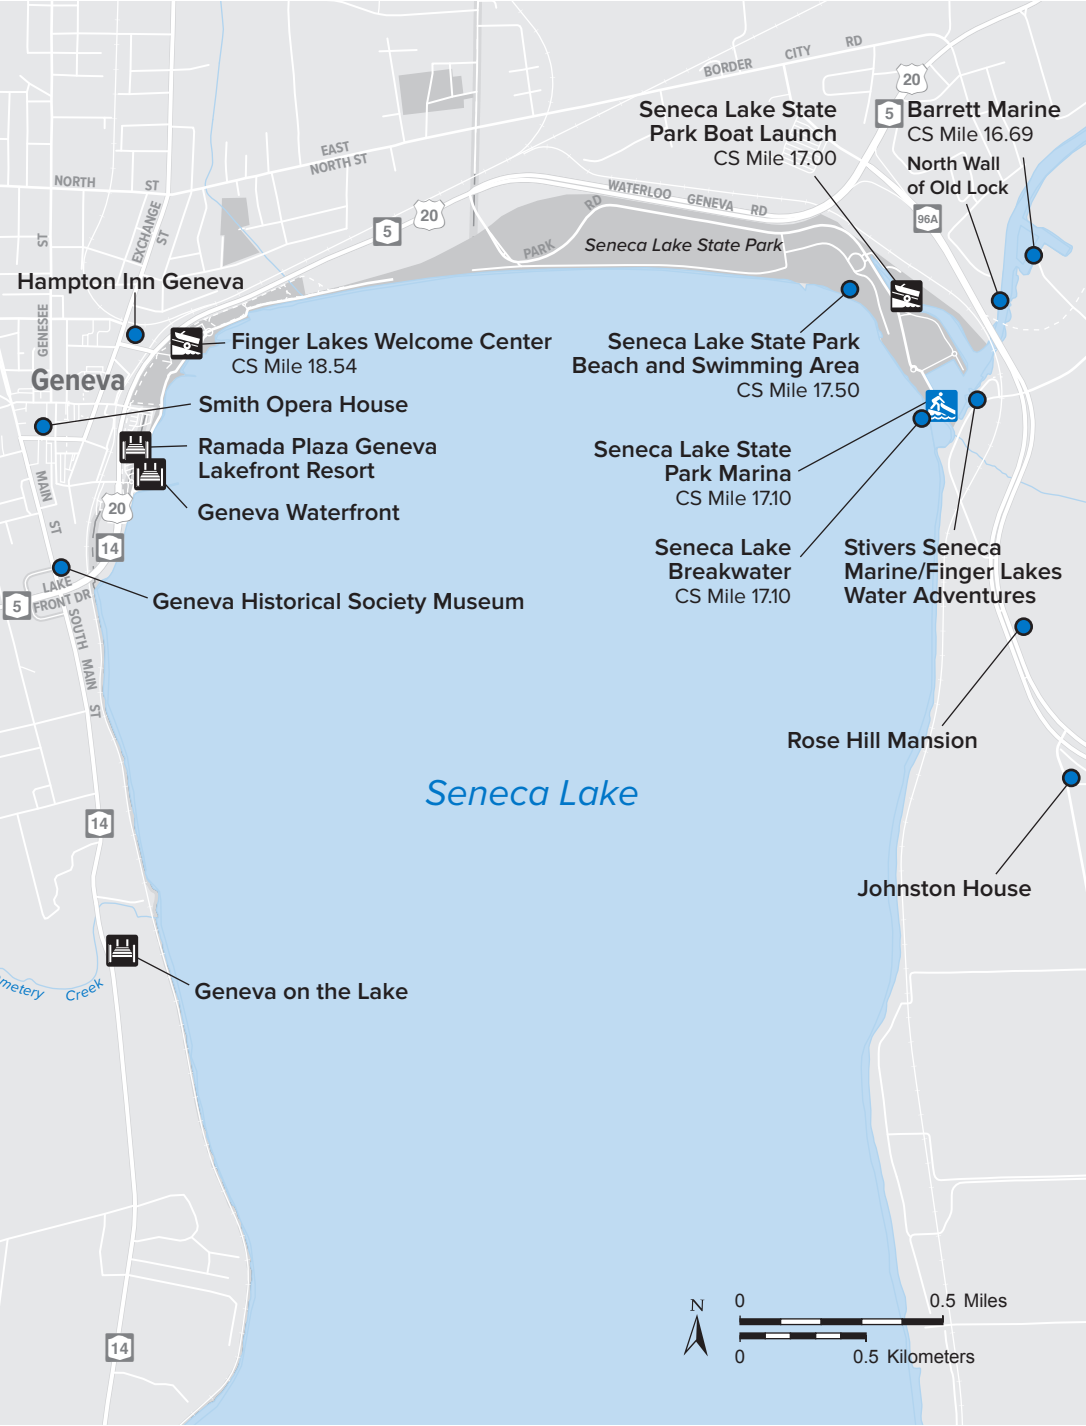 BORDER CITY RD
20
Seneca Lake State
Park Boat Launch
CS Mile 17.00
5
Barrett Marine
CS Mile 16.69
North Wall
of Old Lock
EAST
NORTH ST
NORTH ST
WATERLOO GENEVA RD
96A
EXCHANGE
ST
5
20
PARK RD
Seneca Lake State Park
ST
GENESEE
Hampton Inn Geneva
Finger Lakes Welcome Center
CS Mile 18.54
Seneca Lake State Park
Beach and Swimming Area
CS Mile 17.50
Geneva
Smith Opera House
Ramada Plaza Geneva
Lakefront Resort
Seneca Lake State
Park Marina
CS Mile 17.10
MAIN ST
20
Geneva Waterfront
14
Seneca Lake
Breakwater
CS Mile 17.10
Stivers Seneca
Marine/Finger Lakes
Water Adventures
LAKE
FRONT DR
5
Geneva Historical Society Museum
SOUTH MAIN ST
Rose Hill Mansion
Seneca Lake
14
Johnston House
metery Creek
Geneva on the Lake
N
0 0.5 Miles
0 0.5 Kilometers
14